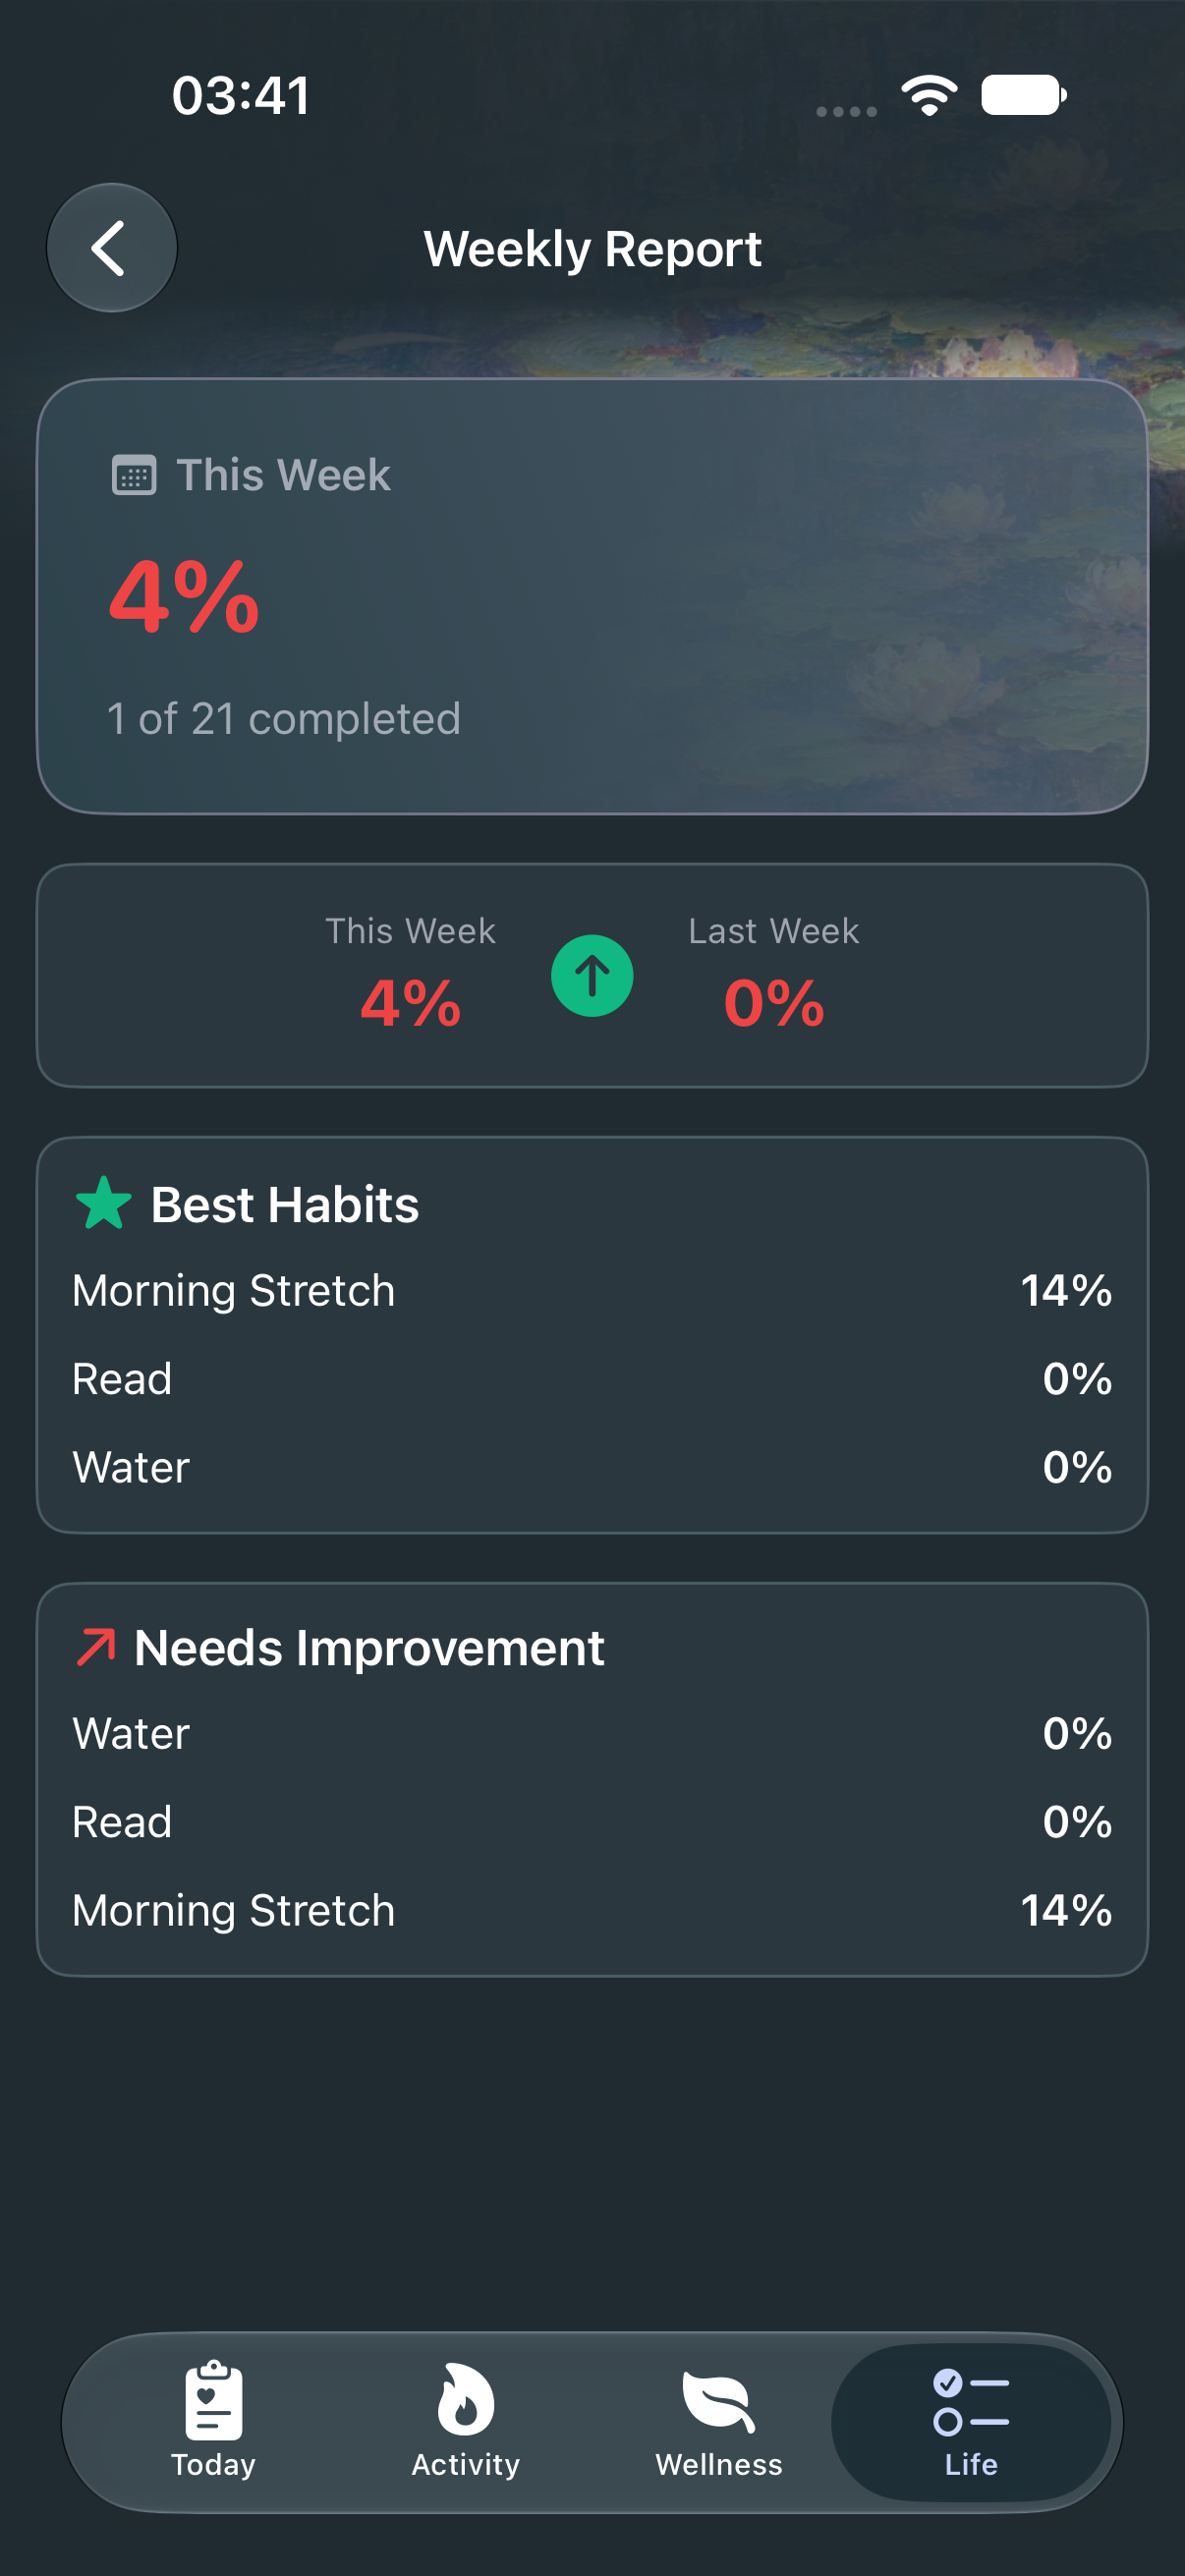 03:41
Weekly Report
This Week
4%
1 of 21 completed
This Week Last Week
4% 0%
Best Habits
Morning Stretch 14%
Read 0%
Water 0%
Needs Improvement
Water 0%
Read 0%
Morning Stretch 14%
Today Activity Wellness Life